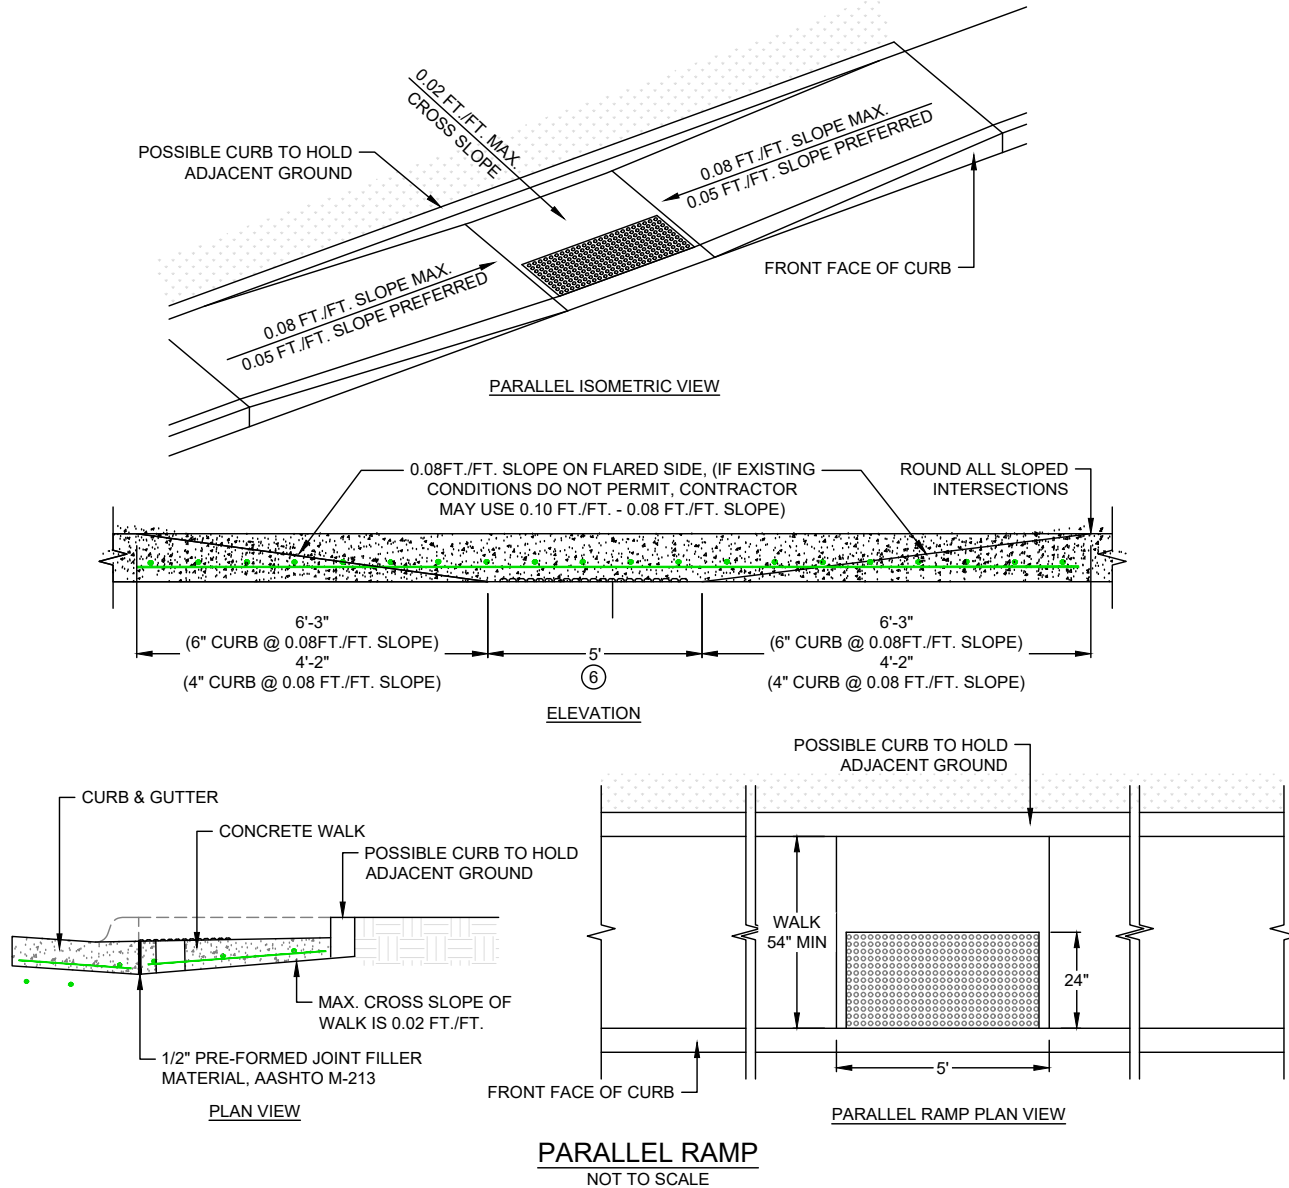 0.02 FT./FT. MAX.
CROSS SLOPE
POSSIBLE CURB TO HOLD
ADJACENT GROUND
0.08 FT./FT. SLOPE MAX.
0.05 FT./FT. SLOPE PREFERRED
FRONT FACE OF CURB
0.08 FT./FT. SLOPE MAX.
0.05 FT./FT. SLOPE PREFERRED
PARALLEL ISOMETRIC VIEW
0.08FT./FT. SLOPE ON FLARED SIDE, (IF EXISTING
CONDITIONS DO NOT PERMIT, CONTRACTOR
MAY USE 0.10 FT./FT. - 0.08 FT./FT. SLOPE)
ROUND ALL SLOPED
INTERSECTIONS
6'-3"
(6" CURB @ 0.08FT./FT. SLOPE)
4'-2"
(4" CURB @ 0.08 FT./FT. SLOPE)
5'
6
6'-3"
(6" CURB @ 0.08FT./FT. SLOPE)
4'-2"
(4" CURB @ 0.08 FT./FT. SLOPE)
ELEVATION
CURB & GUTTER
CONCRETE WALK
POSSIBLE CURB TO HOLD
ADJACENT GROUND
MAX. CROSS SLOPE OF
WALK IS 0.02 FT./FT.
1/2" PRE-FORMED JOINT FILLER
MATERIAL, AASHTO M-213
PLAN VIEW
POSSIBLE CURB TO HOLD
ADJACENT GROUND
WALK
54" MIN
24"
5'
FRONT FACE OF CURB
PARALLEL RAMP PLAN VIEW
PARALLEL RAMP
NOT TO SCALE